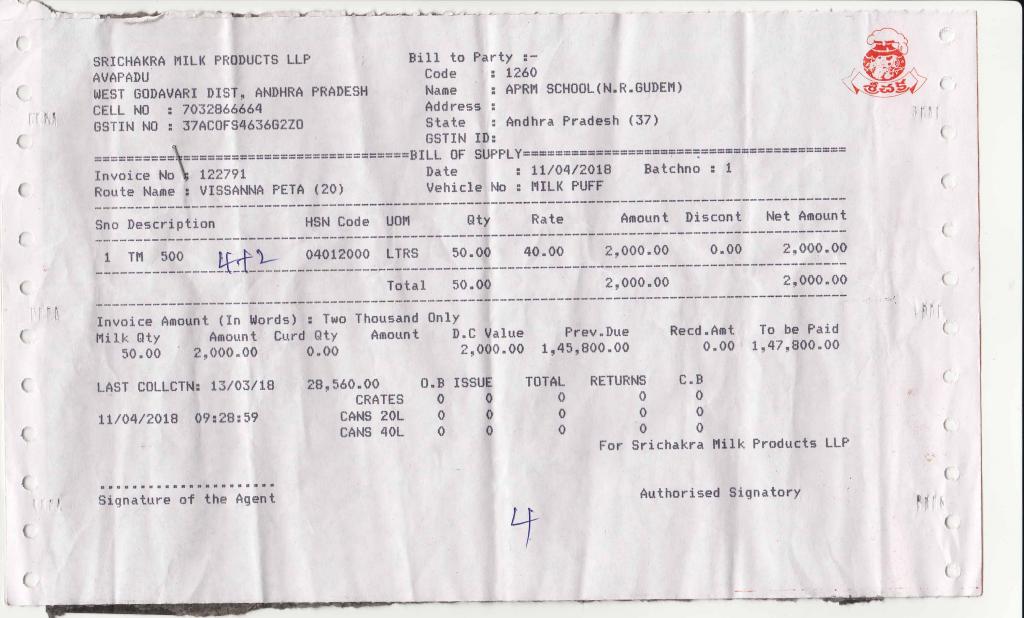 SRICHAKRA MILK PRODUCTS LLP
AVAPADU
WEST GODAVARI DIST, ANDHRA PRADESH
CELL NO : 7032866664
GSTIN NO : 37ACOFS4636G2ZO
Bill to Party :-
Code : 1260
Name : APRM SCHOOL(N.R.GUDEM)
Address :
State : Andhra Pradesh (37)
GSTIN ID:
శ్రీచక్ర
BILL OF SUPPLY
Invoice No : 122791 Date : 11/04/2018 Batchno : 1
Route Name : VISSANNA PETA (20) Vehicle No : MILK PUFF
Sno Description HSN Code UOM Qty Rate Amount Discont Net Amount
1 TM 500 4+2 04012000 LTRS 50.00 40.00 2,000.00 0.00 2,000.00
Total 50.00 2,000.00 2,000.00
Invoice Amount (In Words) : Two Thousand Only
Milk Qty Amount Curd Qty Amount D.C Value Prev.Due Recd.Amt To be Paid
50.00 2,000.00 0.00 2,000.00 1,45,800.00 0.00 1,47,800.00
LAST COLLCTN: 13/03/18 28,560.00 O.B ISSUE TOTAL RETURNS C.B
CRATES 0 0 0 0 0
11/04/2018 09:28:59 CANS 20L 0 0 0 0 0
CANS 40L 0 0 0 0 0
For Srichakra Milk Products LLP
Signature of the Agent Authorised Signatory
4